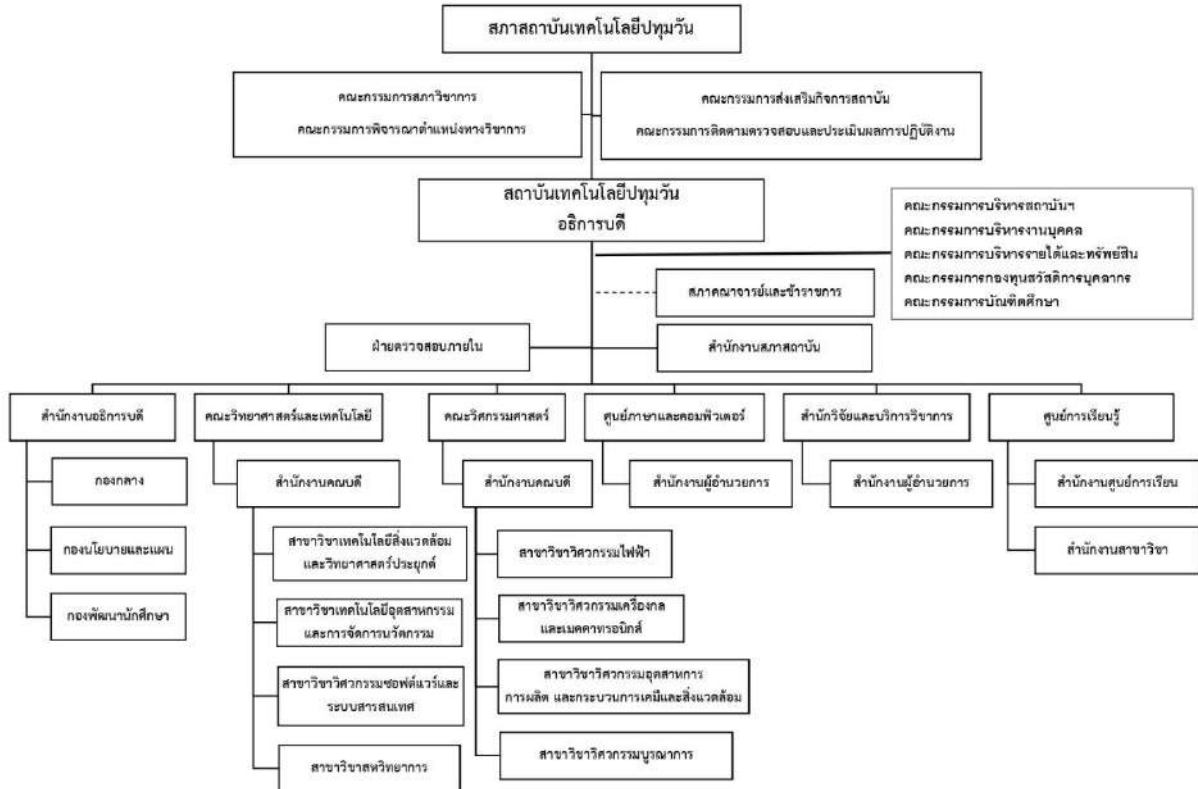 สภาสถาบันเทคโนโลยีปทุมวัน
คณะกรรมการสภาวิชาการ
คณะกรรมการพิจารณาตำแหน่งทางวิชาการ
คณะกรรมการส่งเสริมกิจการสถาบัน
คณะกรรมการติดตามตรวจสอบและประเมินผลการปฏิบัติงาน
สถาบันเทคโนโลยีปทุมวัน
อธิการบดี
คณะกรรมการบริหารสถาบันฯ
คณะกรรมการบริหารงานบุคคล
คณะกรรมการบริหารรายได้และทรัพย์สิน
คณะกรรมการกองทุนสวัสดิการบุคลากร
คณะกรรมการบัณฑิตศึกษา
สภาคณาจารย์และข้าราชการ
ฝ่ายตรวจสอบภายใน
สำนักงานสภาสถาบัน
สำนักงานอธิการบดี
คณะวิทยาศาสตร์และเทคโนโลยี
คณะวิศกรรมศาสตร์
ศูนย์ภาษาและคอมพิวเตอร์
สำนักวิจัยและบริการวิชาการ
ศูนย์การเรียนรู้
กองกลาง
สำนักงานคณบดี
สำนักงานคณบดี
สำนักงานผู้อำนวยการ
สำนักงานผู้อำนวยการ
สำนักงานศูนย์การเรียน
กองนโยบายและแผน
สาขาวิชาเทคโนโลยีสิ่งแวดล้อม
และวิทยาศาสตร์ประยุกต์
สาขาวิชาวิศวกรรมไฟฟ้า
สำนักงานสาขาวิชา
กองพัฒนานักศึกษา
สาขาวิชาเทคโนโลยีอุตสาหกรรม
และการจัดการนวัตกรรม
สาขาวิชาวิศวกรรมเครื่องกล
และเมคคาทรอนิกส์
สาขาวิชาวิศวกรรมซอฟต์แวร์และ
ระบบสารสนเทศ
สาขาวิชาวิศวกรรมอุตสาหการ
การผลิต และกระบวนการเคมีและสิ่งแวดล้อม
สาขาวิชาสหวิทยาการ
สาขาวิชาวิศวกรรมบูรณาการ